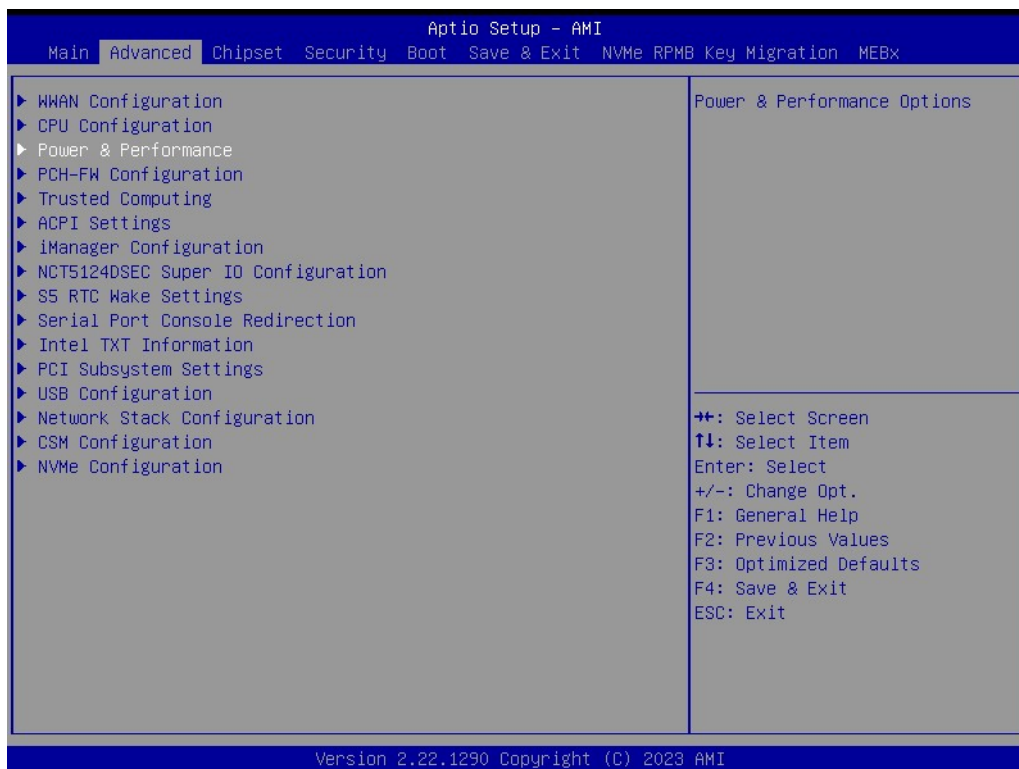 Aptio Setup - AMI
Main Advanced Chipset Security Boot Save & Exit NVMe RPMB Key Migration MEBx
WWAN Configuration
CPU Configuration
Power & Performance
PCH-FW Configuration
Trusted Computing
ACPI Settings
iManager Configuration
NCT5124DSEC Super IO Configuration
S5 RTC Wake Settings
Serial Port Console Redirection
Intel TXT Information
PCI Subsystem Settings
USB Configuration
Network Stack Configuration
CSM Configuration
NVMe Configuration
Power & Performance Options
→←: Select Screen
↑↓: Select Item
Enter: Select
+/-: Change Opt.
F1: General Help
F2: Previous Values
F3: Optimized Defaults
F4: Save & Exit
ESC: Exit
Version 2.22.1290 Copyright (C) 2023 AMI